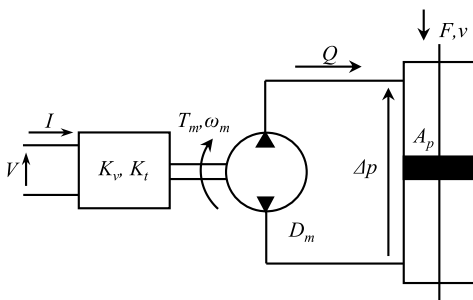 F,v
Q
I
T_m,ω_m
A_p
V
K_v, K_t
Δp
D_m